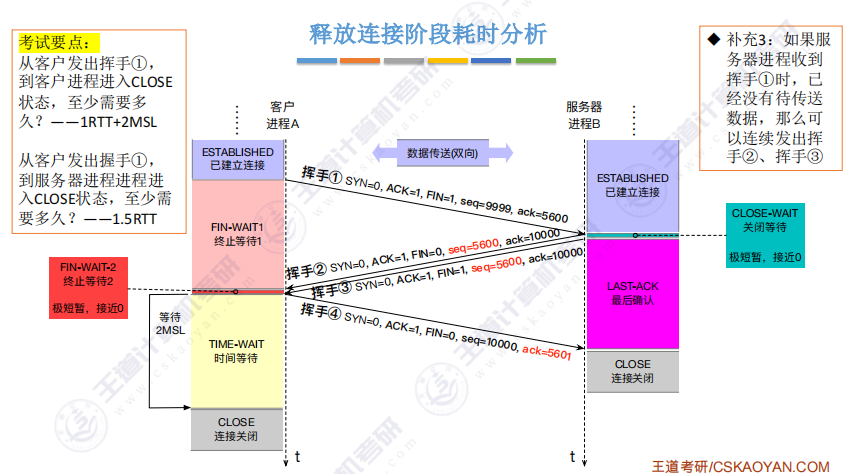 释放连接阶段耗时分析
考试要点：
从客户发出挥手①，
到客户进程进入CLOSE
状态，至少需要多
久？——1RTT+2MSL
从客户发出握手①，
到服务器进程进程进
入CLOSE状态，至少需
要多久？——1.5RTT
◆ 补充3：如果服
务器进程收到
挥手①时，已
经没有待传送
数据，那么可
以连续发出挥
手②、挥手③
客户
进程A
服务器
进程B
ESTABLISHED
已建立连接
数据传送(双向)
ESTABLISHED
已建立连接
挥手① SYN=0, ACK=1, FIN=1, seq=9999, ack=5600
FIN-WAIT1
终止等待1
CLOSE-WAIT
关闭等待
极短暂，接近0
挥手② SYN=0, ACK=1, FIN=0, seq=5600, ack=10000
挥手③ SYN=0, ACK=1, FIN=1, seq=5600, ack=10000
FIN-WAIT-2
终止等待2
极短暂，接近0
LAST-ACK
最后确认
挥手④ SYN=0, ACK=1, FIN=0, seq=10000, ack=5601
等待
2MSL
TIME-WAIT
时间等待
CLOSE
连接关闭
CLOSE
连接关闭
t
t
王道考研/CSKAOYAN.COM
王道计算机考研
www.cskaoyan.com